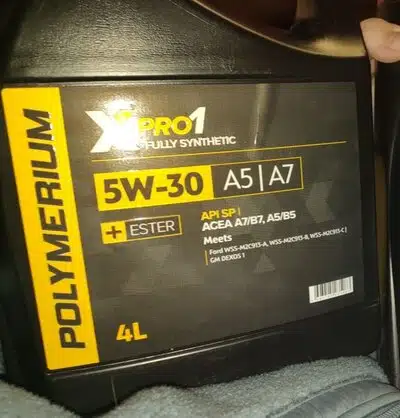 POLYMERIUM
XPRO1
FULLY SYNTHETIC
5W-30 A5|A7
+ ESTER
API SP |
ACEA A7/B7, A5/B5
Meets
Ford WSS-M2C913-A, WSS-M2C913-B, WSS-M2C913-C |
GM DEXOS 1
4L